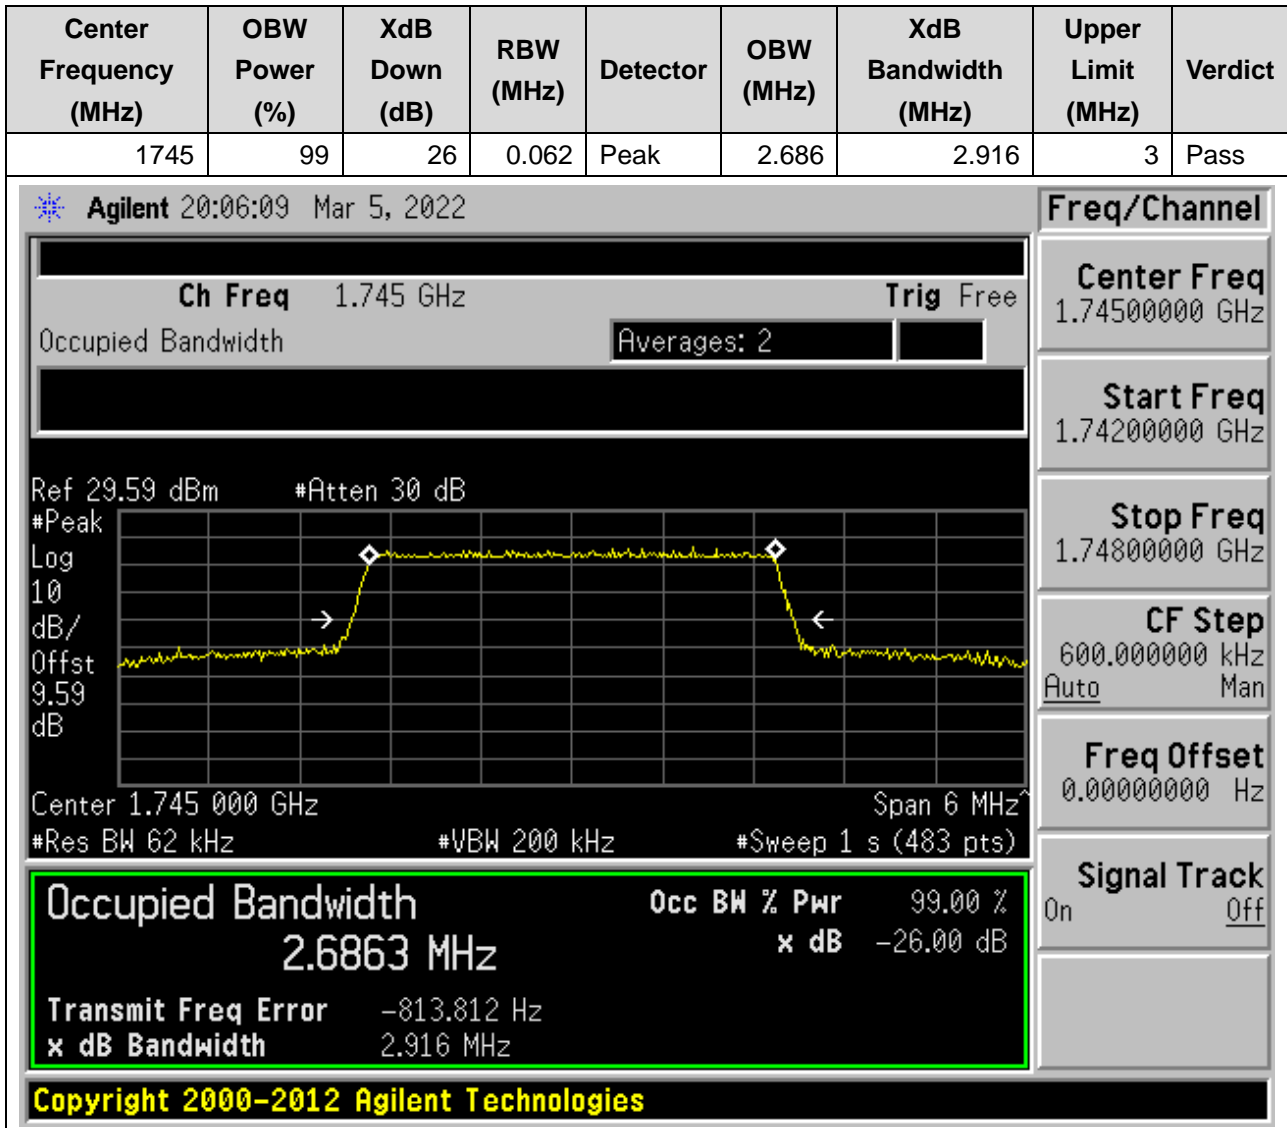 Center Frequency (MHz) OBW Power (%) XdB Down (dB) RBW (MHz) Detector OBW (MHz) XdB Bandwidth (MHz) Upper Limit (MHz) Verdict
1745 99 26 0.062 Peak 2.686 2.916 3 Pass
Agilent 20:06:09 Mar 5, 2022
Freq/Channel
Ch Freq 1.745 GHz Trig Free
Occupied Bandwidth Averages: 2
Center Freq
1.74500000 GHz
Start Freq
1.74200000 GHz
Stop Freq
1.74800000 GHz
CF Step
600.000000 kHz
Auto Man
Freq Offset
0.00000000 Hz
Signal Track
On Off
Ref 29.59 dBm #Atten 30 dB
#Peak
Log
10
dB/
Offst
9.59
dB
Center 1.745 000 GHz Span 6 MHz^
#Res BW 62 kHz #VBW 200 kHz #Sweep 1 s (483 pts)
Occupied Bandwidth Occ BW % Pwr 99.00 %
2.6863 MHz x dB -26.00 dB
Transmit Freq Error -813.812 Hz
x dB Bandwidth 2.916 MHz
Copyright 2000-2012 Agilent Technologies